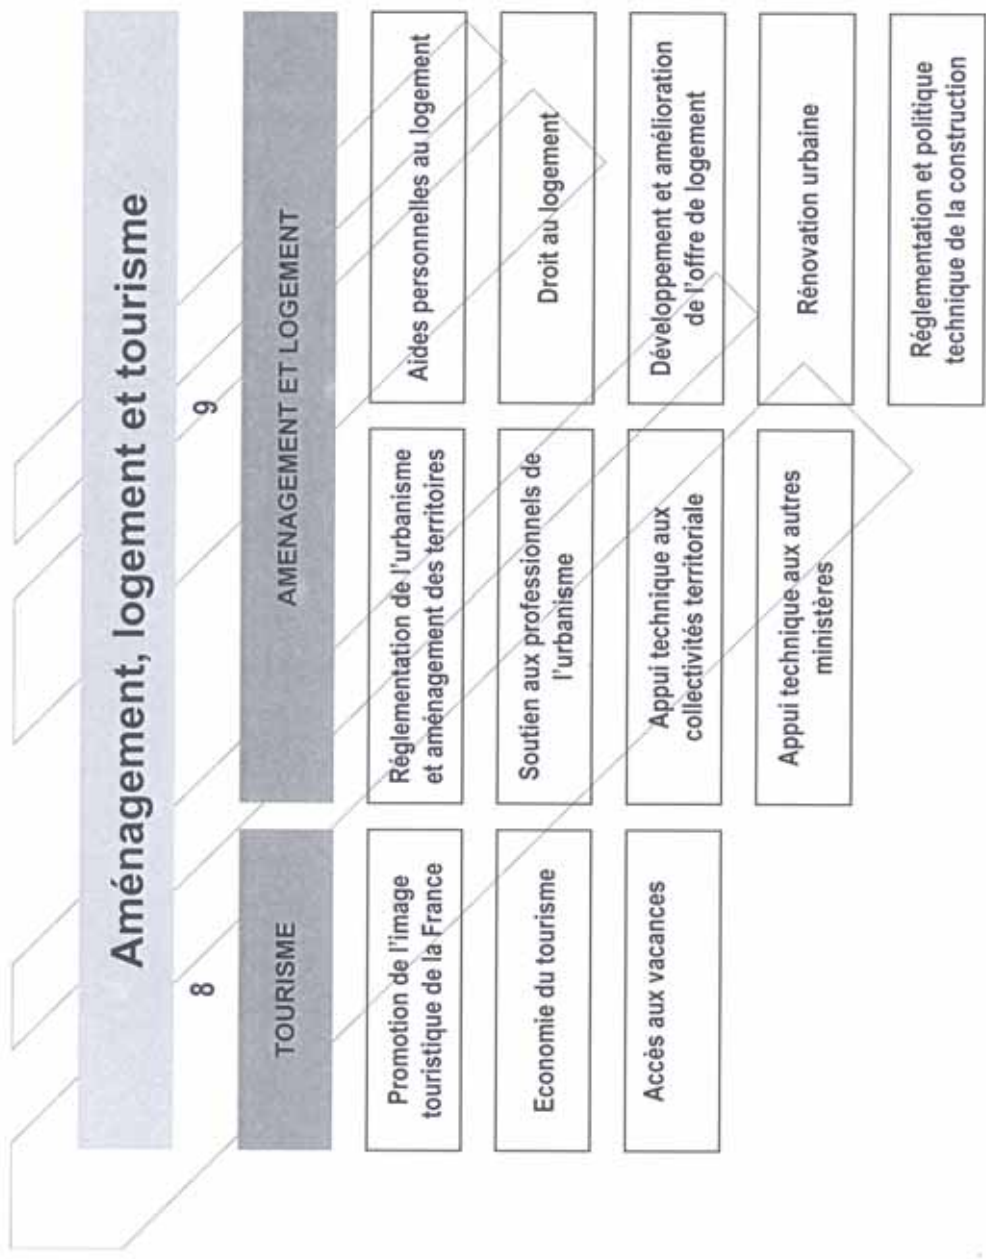 Aménagement, logement et tourisme
8
TOURISME
Promotion de l'image
touristique de la France
Economie du tourisme
Accès aux vacances
9
AMENAGEMENT ET LOGEMENT
Réglementation de l'urbanisme
et aménagement des territoires
Soutien aux professionnels de
l'urbanisme
Appui technique aux
collectivités territoriale
Appui technique aux autres
ministères
Aides personnelles au logement
Droit au logement
Développement et amélioration
de l'offre de logement
Rénovation urbaine
Réglementation et politique
technique de la construction